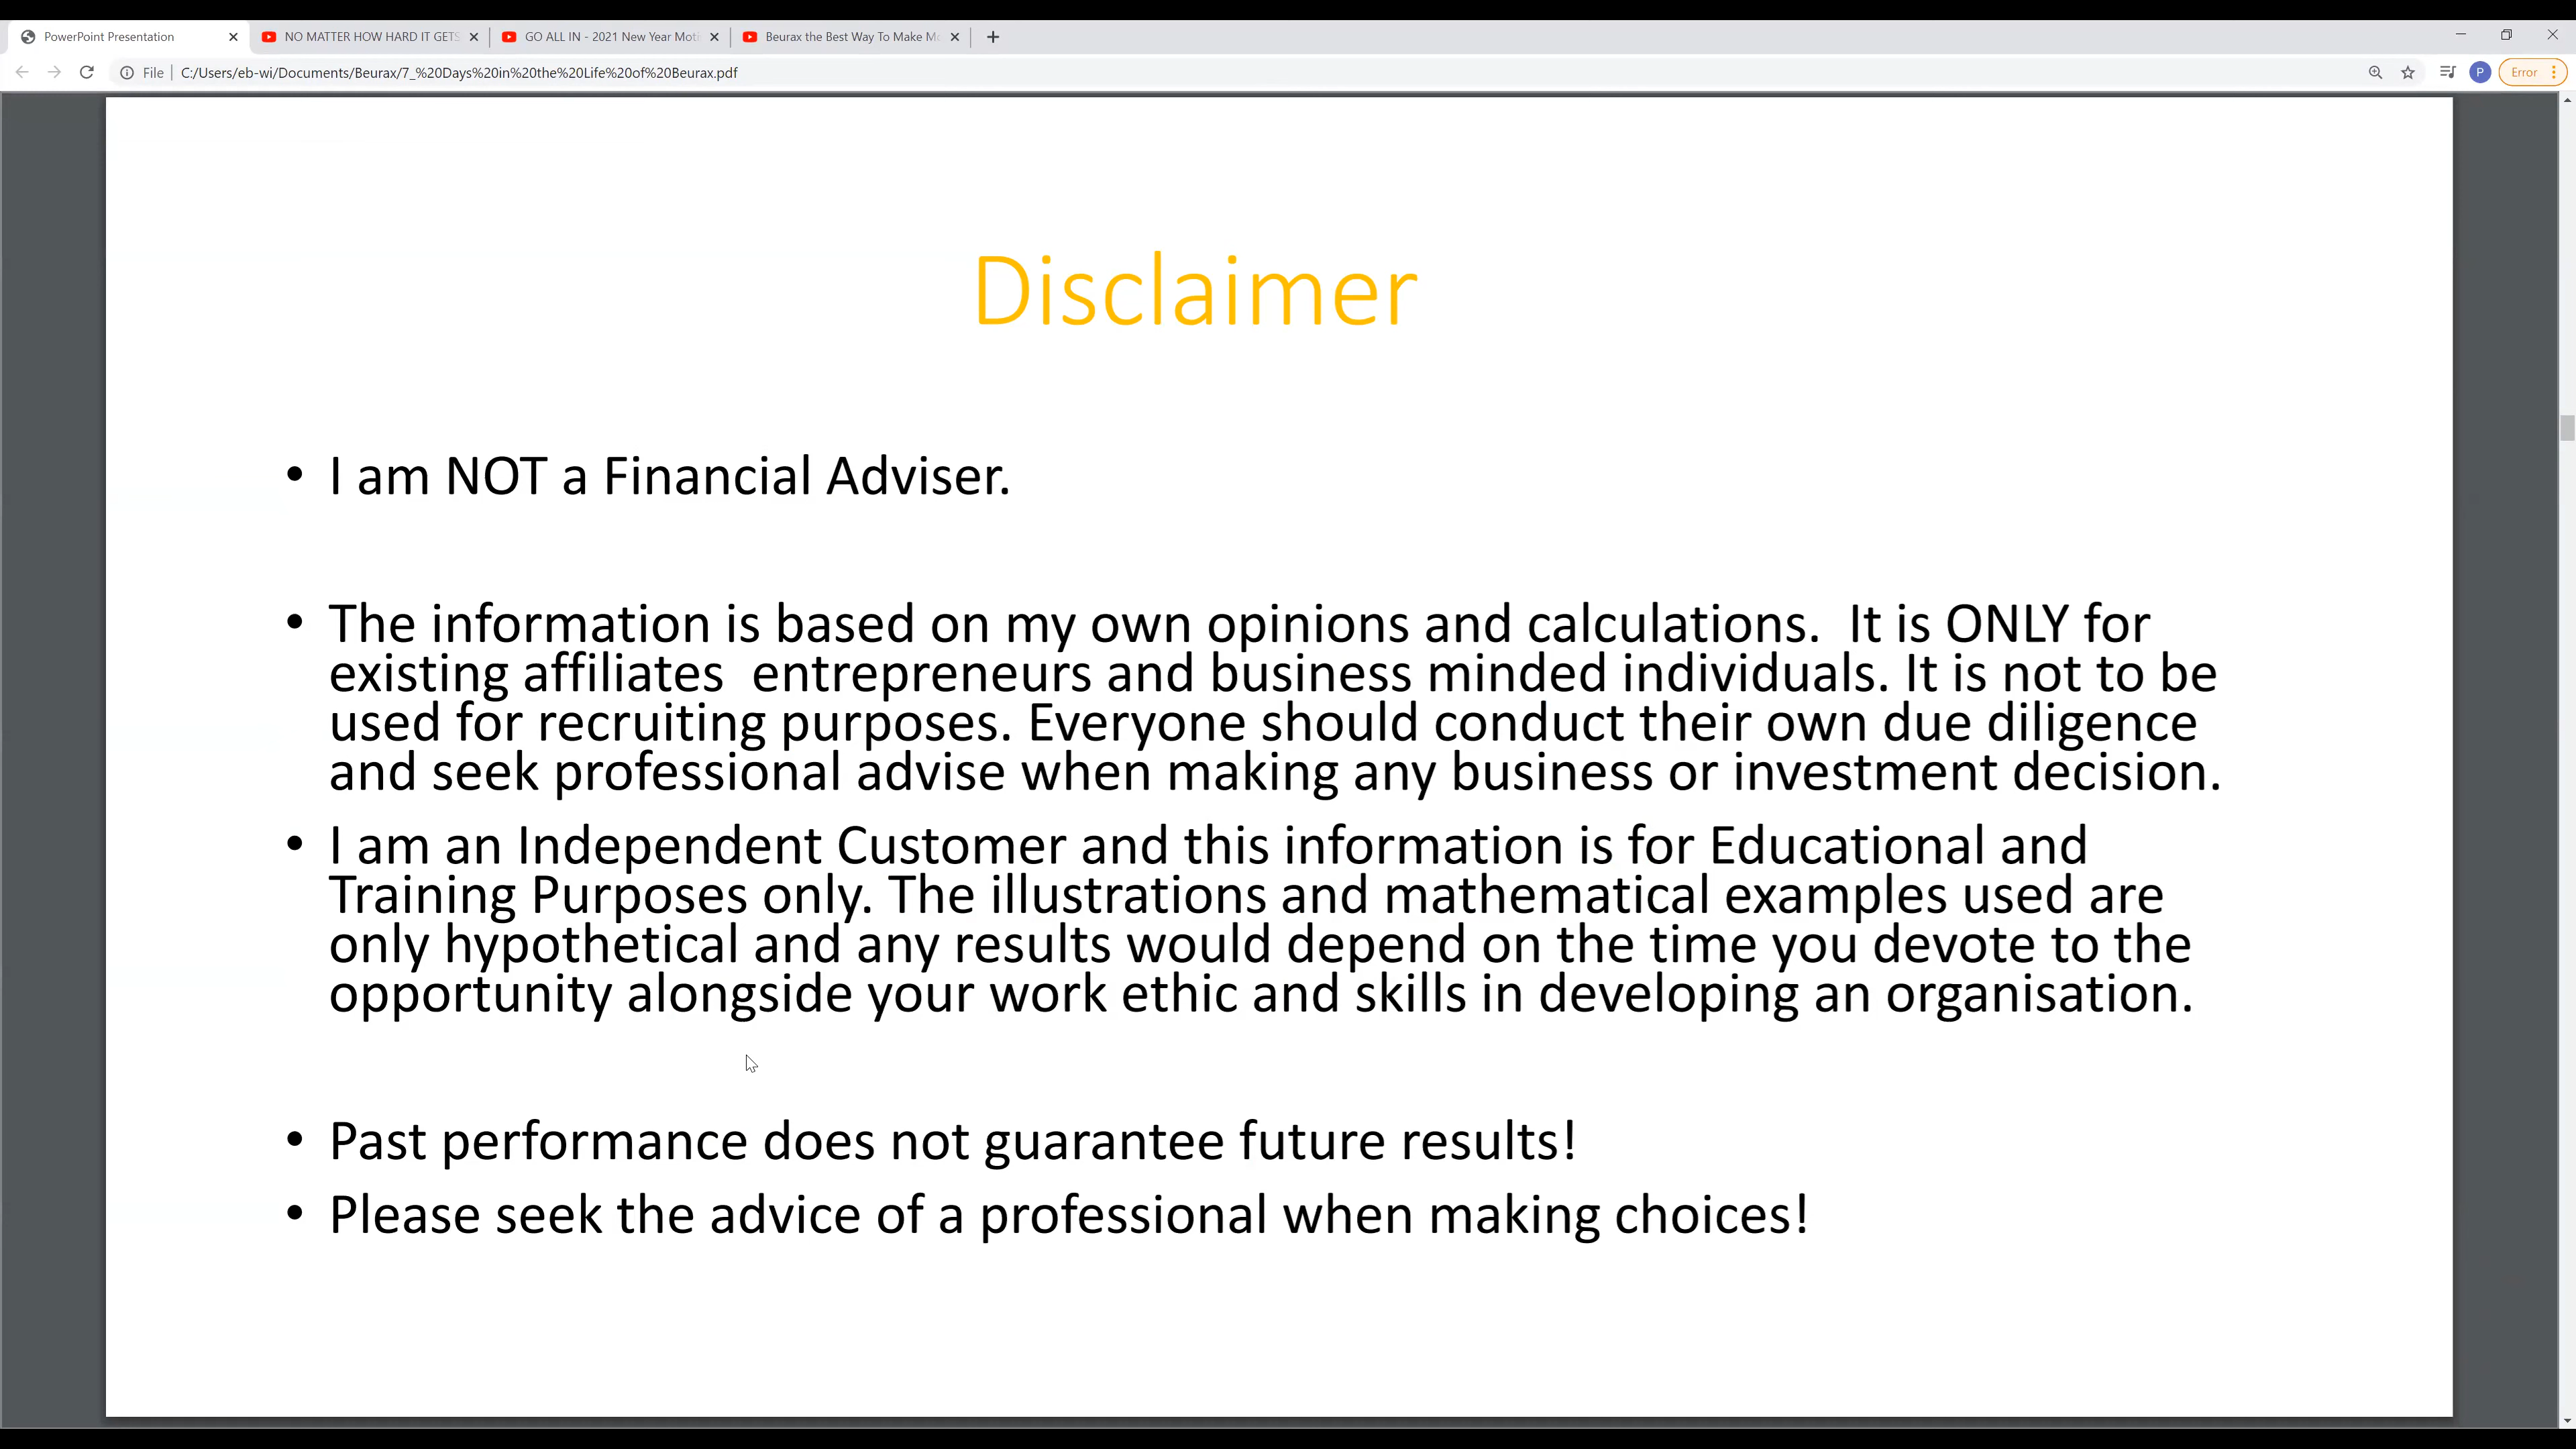 PowerPoint Presentation
NO MATTER HOW HARD IT GETS
GO ALL IN - 2021 New Year Moti
Beurax the Best Way To Make Mo
File
C:/Users/eb-wi/Documents/Beurax/7_%20Days%20in%20the%20Life%20of%20Beurax.pdf
P
Error
Disclaimer
• I am NOT a Financial Adviser.
• The information is based on my own opinions and calculations.  It is ONLY for
existing affiliates  entrepreneurs and business minded individuals. It is not to be
used for recruiting purposes. Everyone should conduct their own due diligence
and seek professional advise when making any business or investment decision.
• I am an Independent Customer and this information is for Educational and
Training Purposes only. The illustrations and mathematical examples used are
only hypothetical and any results would depend on the time you devote to the
opportunity alongside your work ethic and skills in developing an organisation.
• Past performance does not guarantee future results!
• Please seek the advice of a professional when making choices!